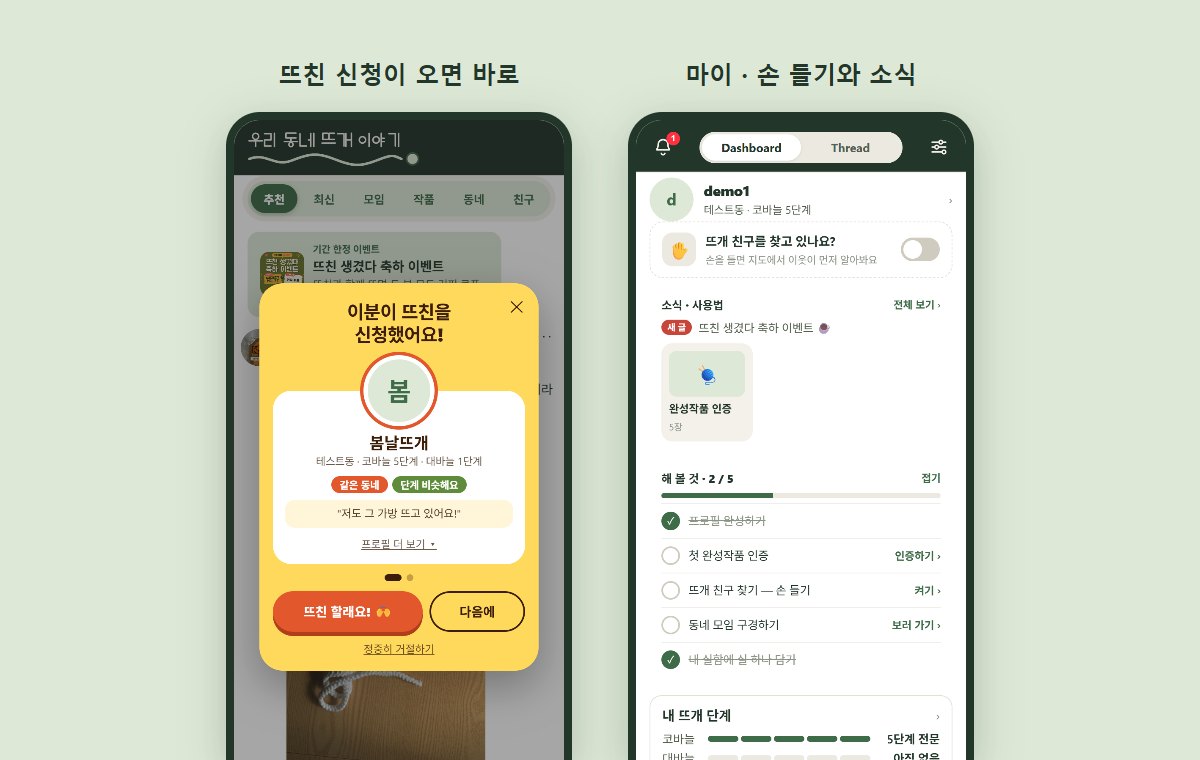 뜨친 신청이 오면 바로
우리 동네 뜨개 이야기
추천 최신 모임 작품 동네 친구
기간 한정 이벤트
뜨친 생겼다 축하 이벤트
이분이 뜨친을
신청했어요!
봄
봄날뜨개
테스트동 · 코바늘 5단계 · 대바늘 1단계
같은 동네 단계 비슷해요
"저도 그 가방 뜨고 있어요!"
프로필 더 보기
뜨친 할래요! 🙌 다음에
정중히 거절하기
마이 · 손 들기와 소식
1
Dashboard Thread
d
demo1
테스트동 · 코바늘 5단계
뜨개 친구를 찾고 있나요?
손을 들면 지도에서 이웃이 먼저 알아봐요
소식 · 사용법 전체 보기 ›
새 글 뜨친 생겼다 축하 이벤트 🧶
완성작품 인증
5장
해 볼 것 · 2 / 5 접기
프로필 완성하기
첫 완성작품 인증 인증하기 ›
뜨개 친구 찾기 — 손 들기 켜기 ›
동네 모임 구경하기 보러 가기 ›
내 실함에 실 하나 담기
내 뜨개 단계 ›
코바늘 5단계 전문
대바늘 아직 없음